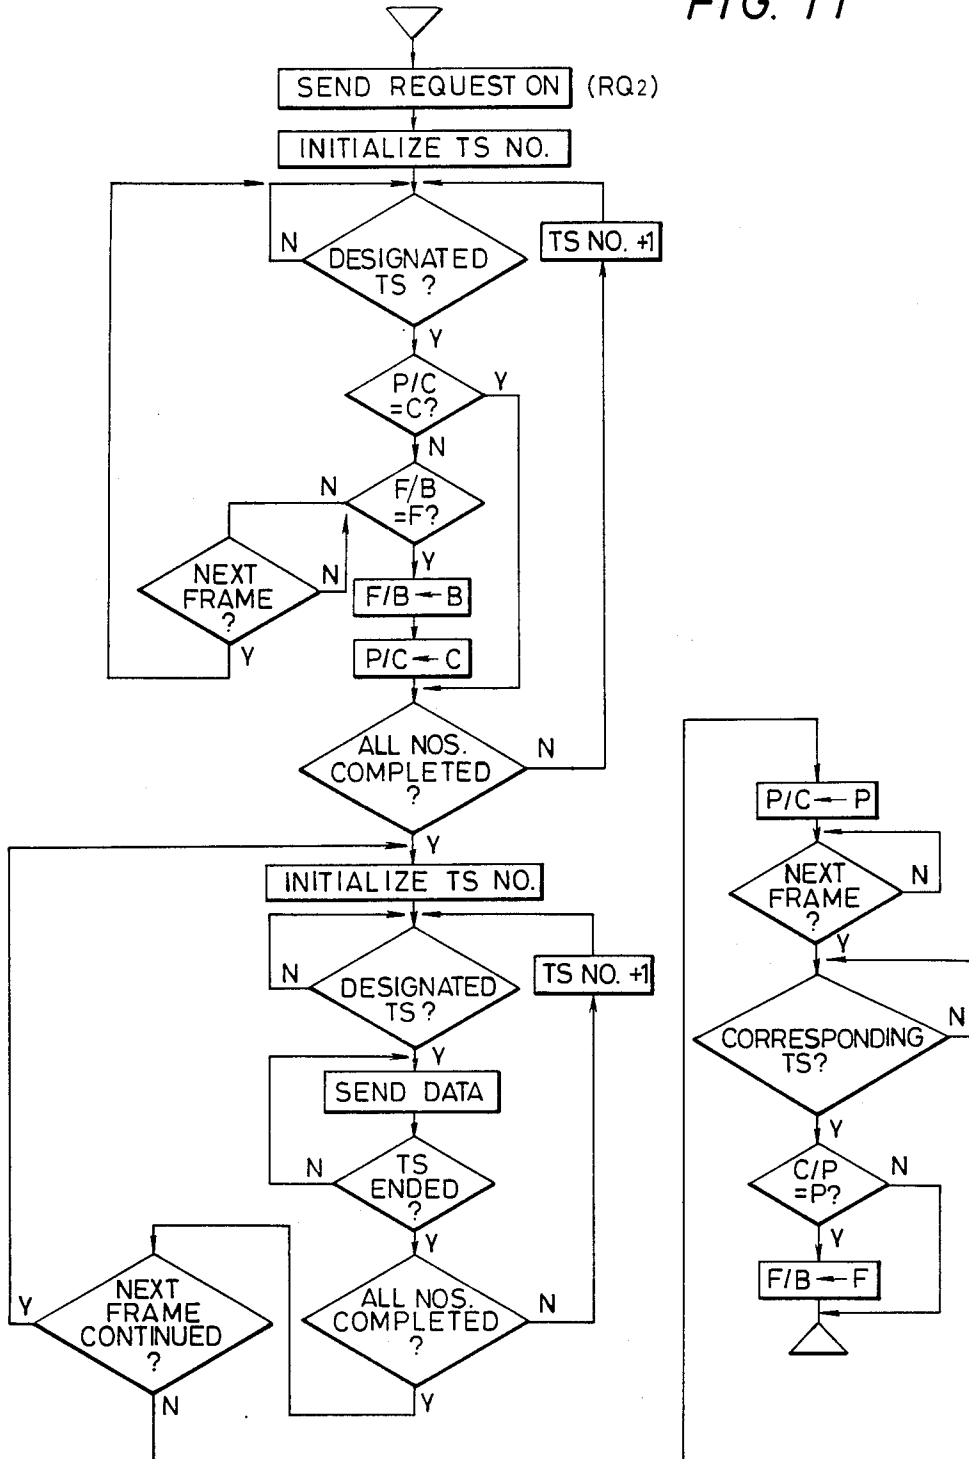 FIG. 11
SEND REQUEST ON (RQ2)
INITIALIZE TS NO.
N
DESIGNATED
TS ?
TS NO. +1
Y
P/C
=C?
Y
N
N
F/B
=F?
NEXT
FRAME
?
N
Y
Y
F/B ← B
P/C ← C
ALL NOS.
COMPLETED
?
N
Y
INITIALIZE TS NO.
N
DESIGNATED
TS ?
TS NO. +1
Y
SEND DATA
N
TS
ENDED
?
Y
Y
NEXT
FRAME
CONTINUED
?
N
ALL NOS.
COMPLETED
?
N
Y
P/C ← P
NEXT
FRAME
?
N
Y
CORRESPONDING
TS?
N
Y
C/P
=P?
N
Y
F/B ← F